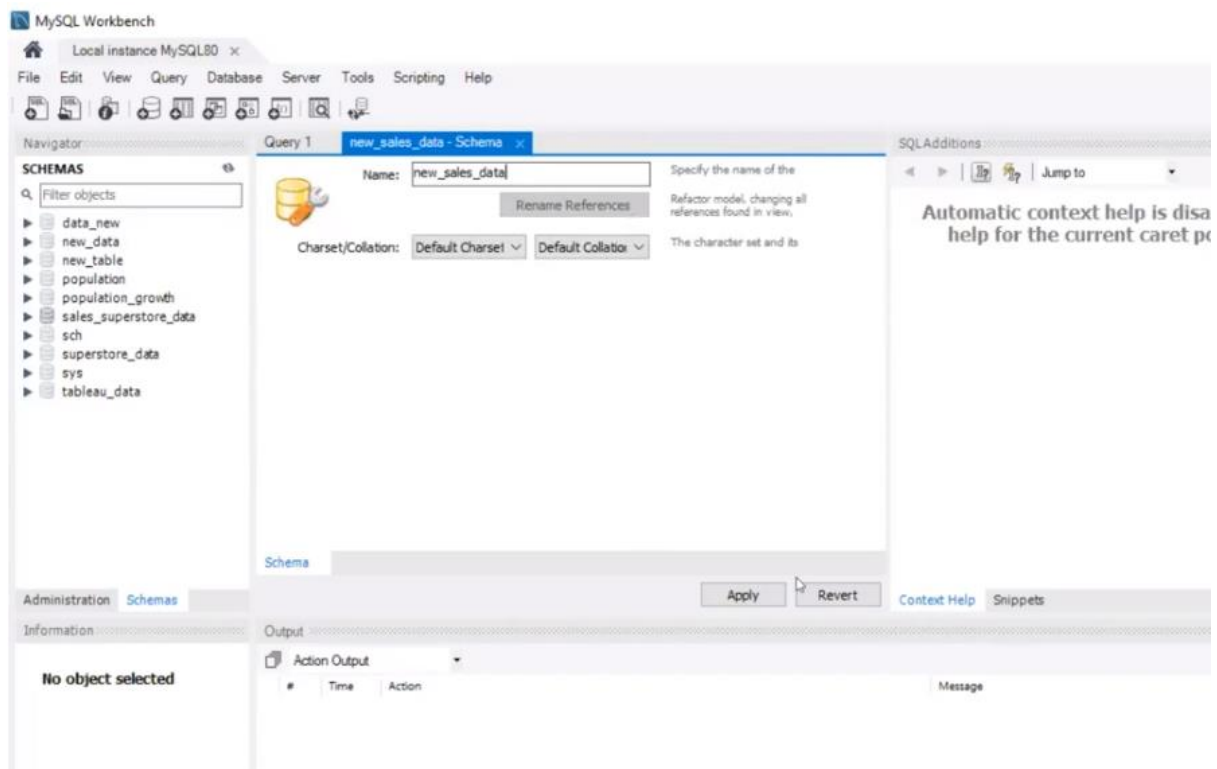 MySQL Workbench
Local instance MySQL80
File Edit View Query Database Server Tools Scripting Help
Navigator
SCHEMAS
Filter objects
data_new
new_data
new_table
population
population_growth
sales_superstore_data
sch
superstore_data
sys
tableau_data
Administration Schemas
Information
No object selected
Query 1 new_sales_data - Schema
Name: new_sales_data Specify the name of the
Rename References Refactor model, changing all
references found in view,
Charset/Collation: Default Charset Default Collation The character set and its
Schema
Apply Revert
SQLAdditions
Jump to
Automatic context help is disa
help for the current caret po
Context Help Snippets
Output
Action Output
# Time Action Message